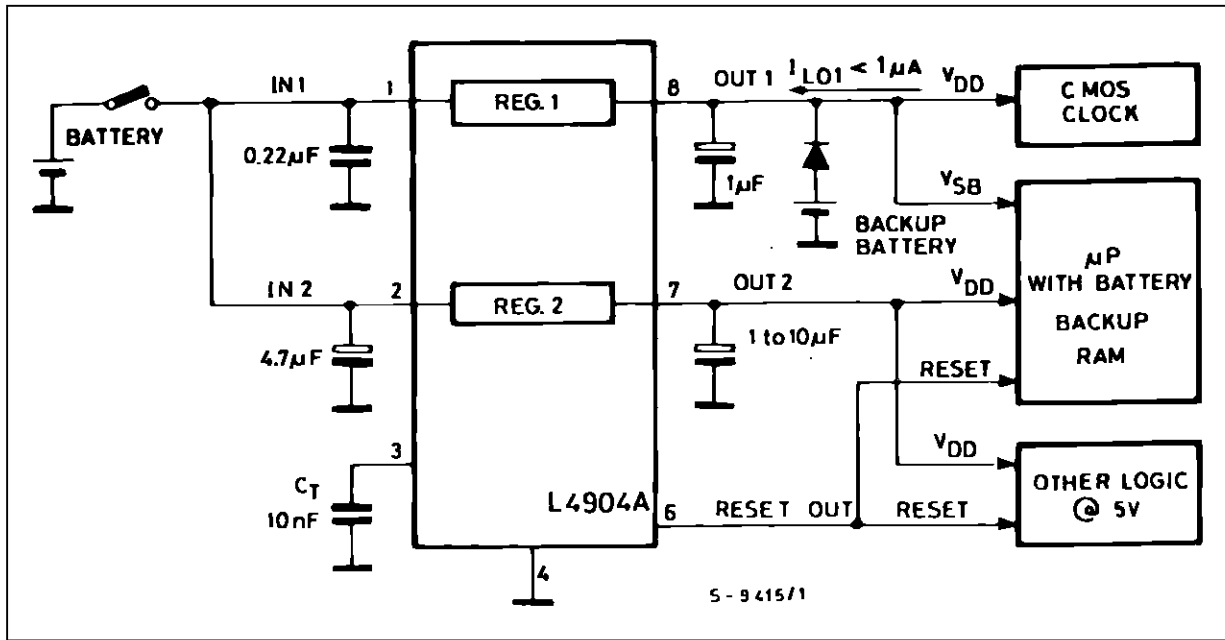 BATTERY
IN 1
1
0.22µF
REG. 1
8
OUT 1
I LO1 < 1µA
VDD
C MOS
CLOCK
1µF
BACKUP
BATTERY
VSB
µP
WITH BATTERY
BACKUP
RAM
IN 2
2
4.7µF
REG. 2
7
OUT 2
1 to 10µF
VDD
RESET
3
CT
10nF
L4904A
4
6
RESET OUT
RESET
VDD
OTHER LOGIC
@ 5V
S-9415/1